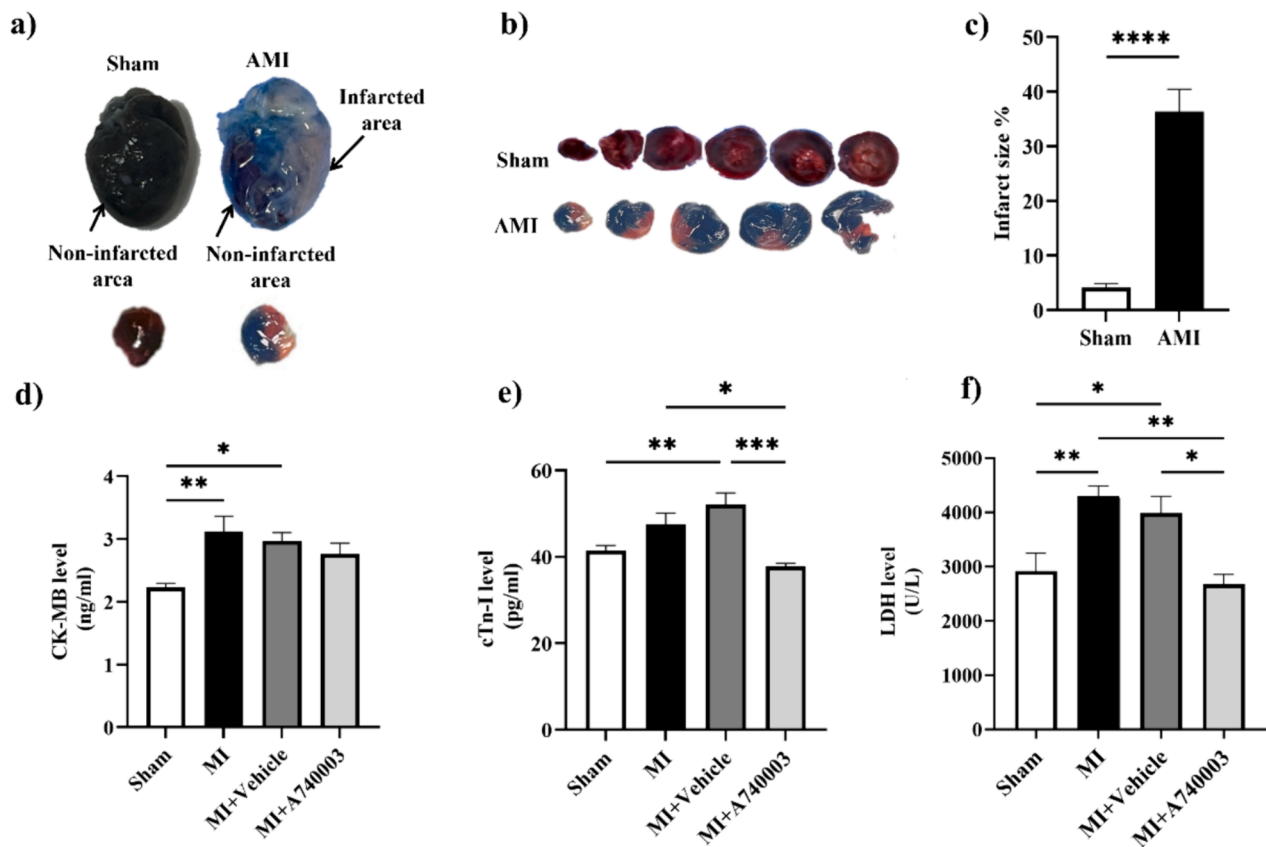 a)
Sham
AMI
Infarcted
area
Non-infarcted
area
Non-infarcted
area
b)
Sham
AMI
c)
****
Infarct size %
50
40
30
20
10
0
Sham
AMI
d)
*
**
CK-MB level
(ng/ml)
4
3
2
1
0
Sham
MI
MI+Vehicle
MI+A740003
e)
*
**
***
cTn-I level
(pg/ml)
60
40
20
0
Sham
MI
MI+Vehicle
MI+A740003
f)
*
**
**
*
LDH level
(U/L)
5000
4000
3000
2000
1000
0
Sham
MI
MI+Vehicle
MI+A740003